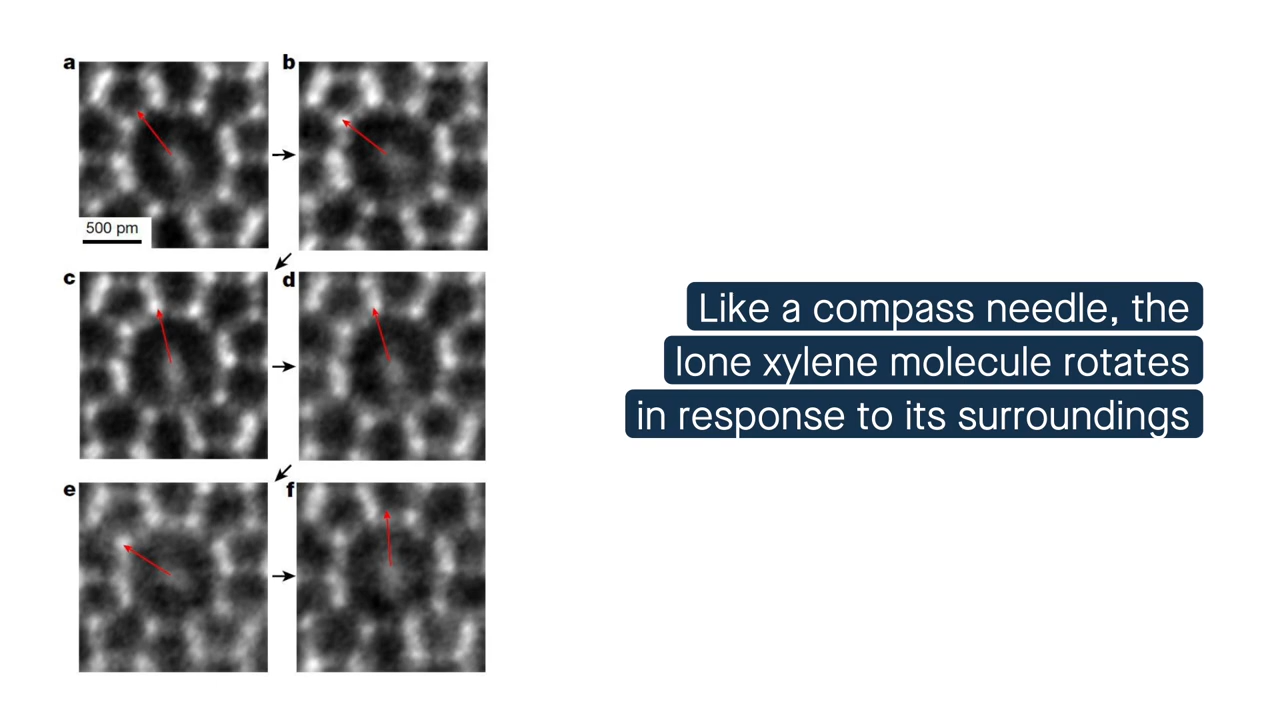 a
b
500 pm
c
d
e
f
Like a compass needle, the
lone xylene molecule rotates
in response to its surroundings